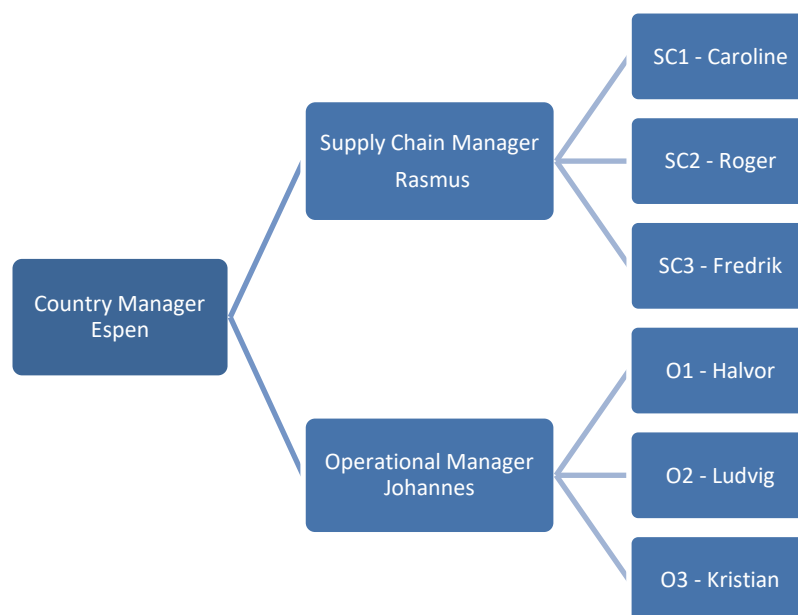 Country Manager
Espen
Supply Chain Manager
Rasmus
SC1 - Caroline
SC2 - Roger
SC3 - Fredrik
Operational Manager
Johannes
O1 - Halvor
O2 - Ludvig
O3 - Kristian